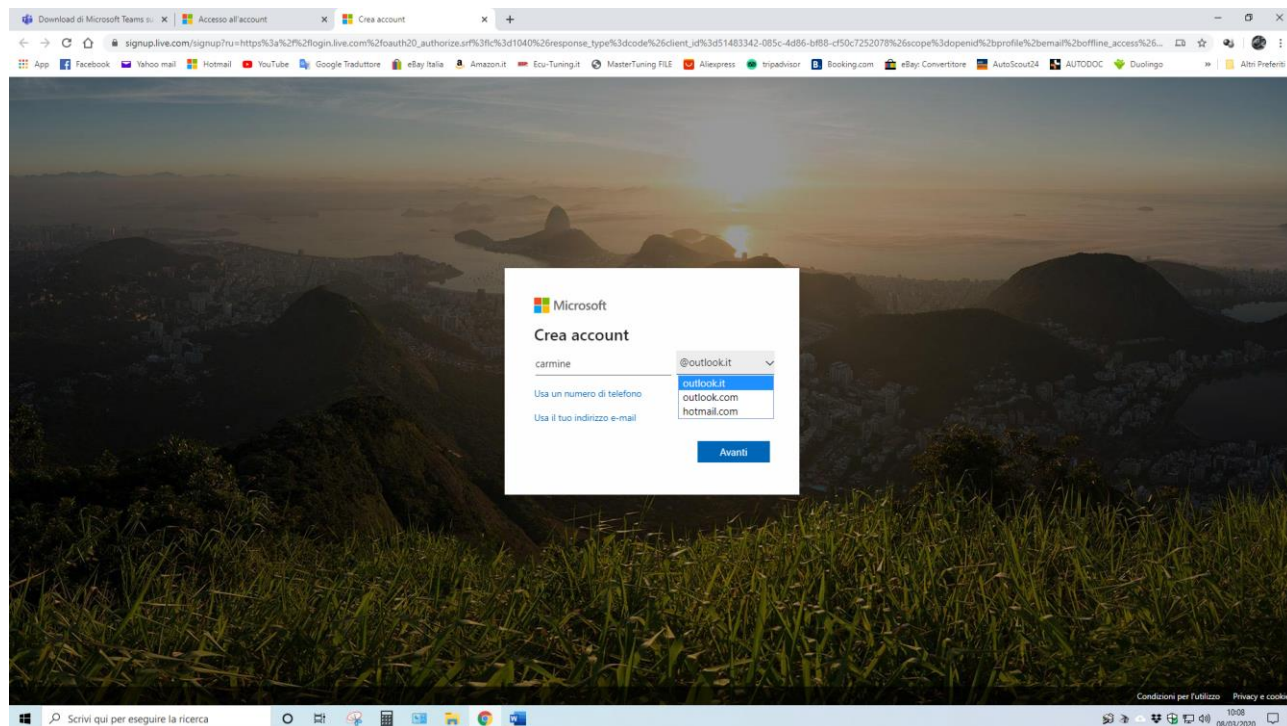 Download di Microsoft Teams su
Accesso all'account
Crea account
signup.live.com/signup?ru=https%3a%2f%2flogin.live.com%2foauth20_authorize.srf%3flc%3d1040%26response_type%3dcode%26client_id%3d51483342-085c-4d86-bf88-cf50c7252078%26scope%3dopenid%2bprofile%2bemail%2boffline_access%26...
App Facebook Yahoo mail Hotmail YouTube Google Traduttore eBay Italia Amazon.it Ecu-Tuning.it MasterTuning FILE Aliexpress tripadvisor Booking.com eBay: Convertitore AutoScout24 AUTODOC Duolingo » Altri Preferiti
Microsoft
Crea account
carmine @outlook.it
outlook.it
Usa un numero di telefono
outlook.com
hotmail.com
Usa il tuo indirizzo e-mail
Avanti
Condizioni per l'utilizzo Privacy e cookie
Scrivi qui per eseguire la ricerca
10:08
08/03/2020